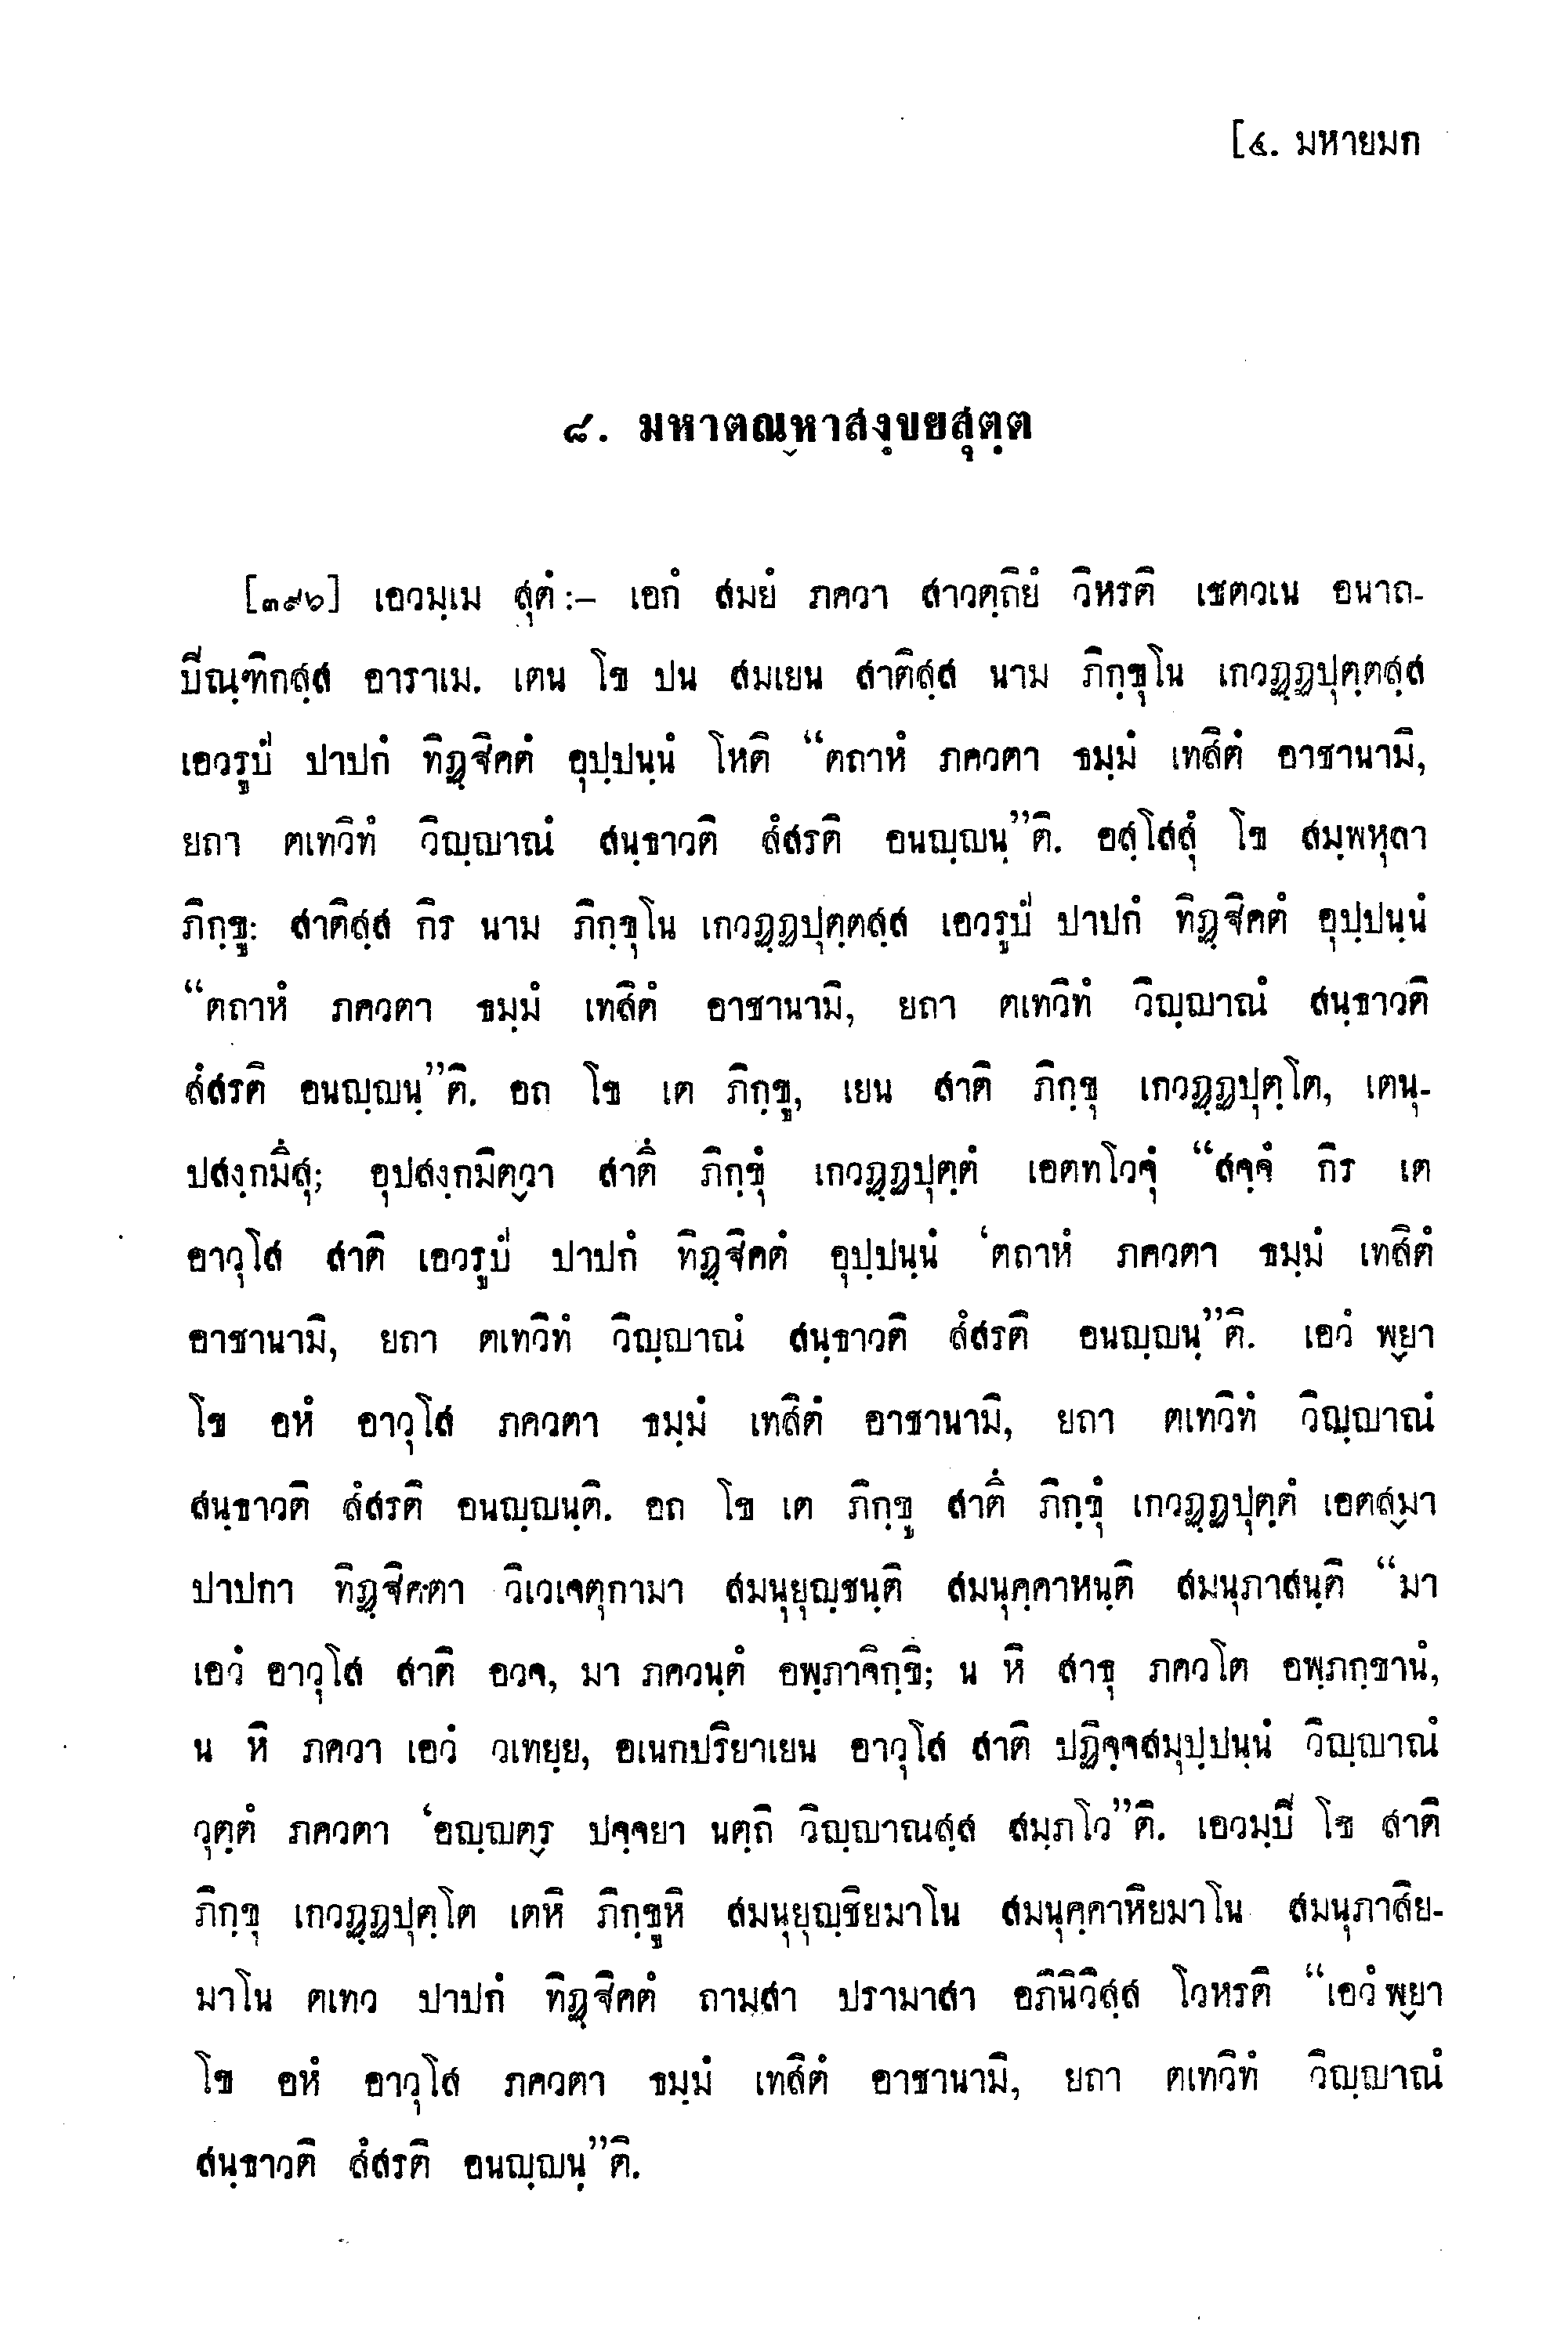 [๔. มหายมก
๘. มหาตณฺหาสงฺขยสุตฺต
[๓๙๖] เอวมฺเม สุตํ:– เอกํ สมยํ ภควา สาวตฺถิยํ วิหรติ เชตวเน อนาถ-
ปิณฺฑิกสฺส อาราเม. เตน โข ปน สมเยน สาติสฺส นาม ภิกฺขุโน เกวฏฺฏปุตฺตสฺส
เอวรูปํ ปาปกํ ทิฏฺฐิคตํ อุปฺปนฺนํ โหติ “ตถาหํ ภควตา ธมฺมํ เทสิตํ อาชานามิ,
ยถา ตเทวิทํ วิญฺญาณํ สนฺธาวติ สํสรติ อนญฺญนฺ”ติ. อสฺโสสุํ โข สมฺพหุลา
ภิกฺขู: สาติสฺส กิร นาม ภิกฺขุโน เกวฏฺฏปุตฺตสฺส เอวรูปํ ปาปกํ ทิฏฺฐิคตํ อุปฺปนฺนํ
“ตถาหํ ภควตา ธมฺมํ เทสิตํ อาชานามิ, ยถา ตเทวิทํ วิญฺญาณํ สนฺธาวติ
สํสรติ อนญฺญนฺ”ติ. อถ โข เต ภิกฺขู, เยน สาติ ภิกฺขุ เกวฏฺฏปุตฺโต, เตนุ-
ปสงฺกมึสุ; อุปสงฺกมิตฺวา สาตึ ภิกฺขุํ เกวฏฺฏปุตฺตํ เอตทโวจุํ “สจฺจํ กิร เต
อาวุโส สาติ เอวรูปํ ปาปกํ ทิฏฺฐิคตํ อุปฺปนฺนํ ‘ตถาหํ ภควตา ธมฺมํ เทสิตํ
อาชานามิ, ยถา ตเทวิทํ วิญฺญาณํ สนฺธาวติ สํสรติ อนญฺญนฺ”ติ. เอวํ พฺยา
โข อหํ อาวุโส ภควตา ธมฺมํ เทสิตํ อาชานามิ, ยถา ตเทวิทํ วิญฺญาณํ
สนฺธาวติ สํสรติ อนญฺญนฺติ. อถ โข เต ภิกฺขู สาตึ ภิกฺขุํ เกวฏฺฏปุตฺตํ เอตสฺมา
ปาปกา ทิฏฺฐิคตา วิเวเจตุกามา สมนุยุญฺชนฺติ สมนุคฺคาหนฺติ สมนุภาสนฺติ “มา
เอวํ อาวุโส สาติ อวจ, มา ภควนฺตํ อพฺภาจิกฺขิ; น หิ สาธุ ภควโต อพฺภกฺขานํ,
น หิ ภควา เอวํ วเทยฺย, อเนกปริยาเยน อาวุโส สาติ ปฏิจฺจสมุปฺปนฺนํ วิญฺญาณํ
วุตฺตํ ภควตา ‘อญฺญตฺร ปจฺจยา นตฺถิ วิญฺญาณสฺส สมฺภโว”ติ. เอวมฺปิ โข สาติ
ภิกฺขุ เกวฏฺฏปุตฺโต เตหิ ภิกฺขูหิ สมนุยุญฺชิยมาโน สมนุคฺคาหิยมาโน สมนุภาสิย-
มาโน ตเทว ปาปกํ ทิฏฺฐิคตํ ถามสา ปรามาสา อภินิวิสฺส โวหรติ “เอวํ พฺยา
โข อหํ อาวุโส ภควตา ธมฺมํ เทสิตํ อาชานามิ, ยถา ตเทวิทํ วิญฺญาณํ
สนฺธาวติ สํสรติ อนญฺญนฺ”ติ.